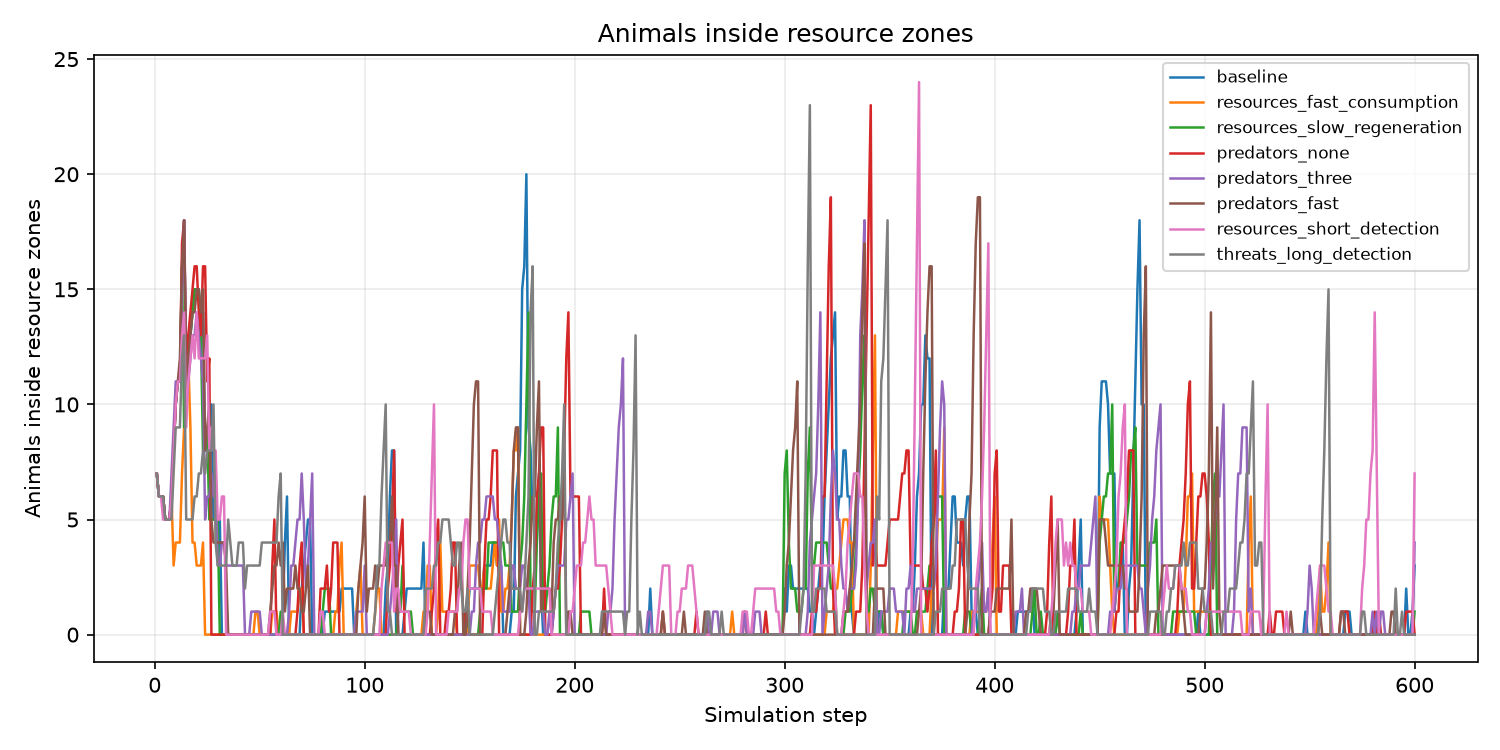 Animals inside resource zones
Animals inside resource zones
25
20
15
10
5
0
0 100 200 300 400 500 600
Simulation step
baseline
resources_fast_consumption
resources_slow_regeneration
predators_none
predators_three
predators_fast
resources_short_detection
threats_long_detection